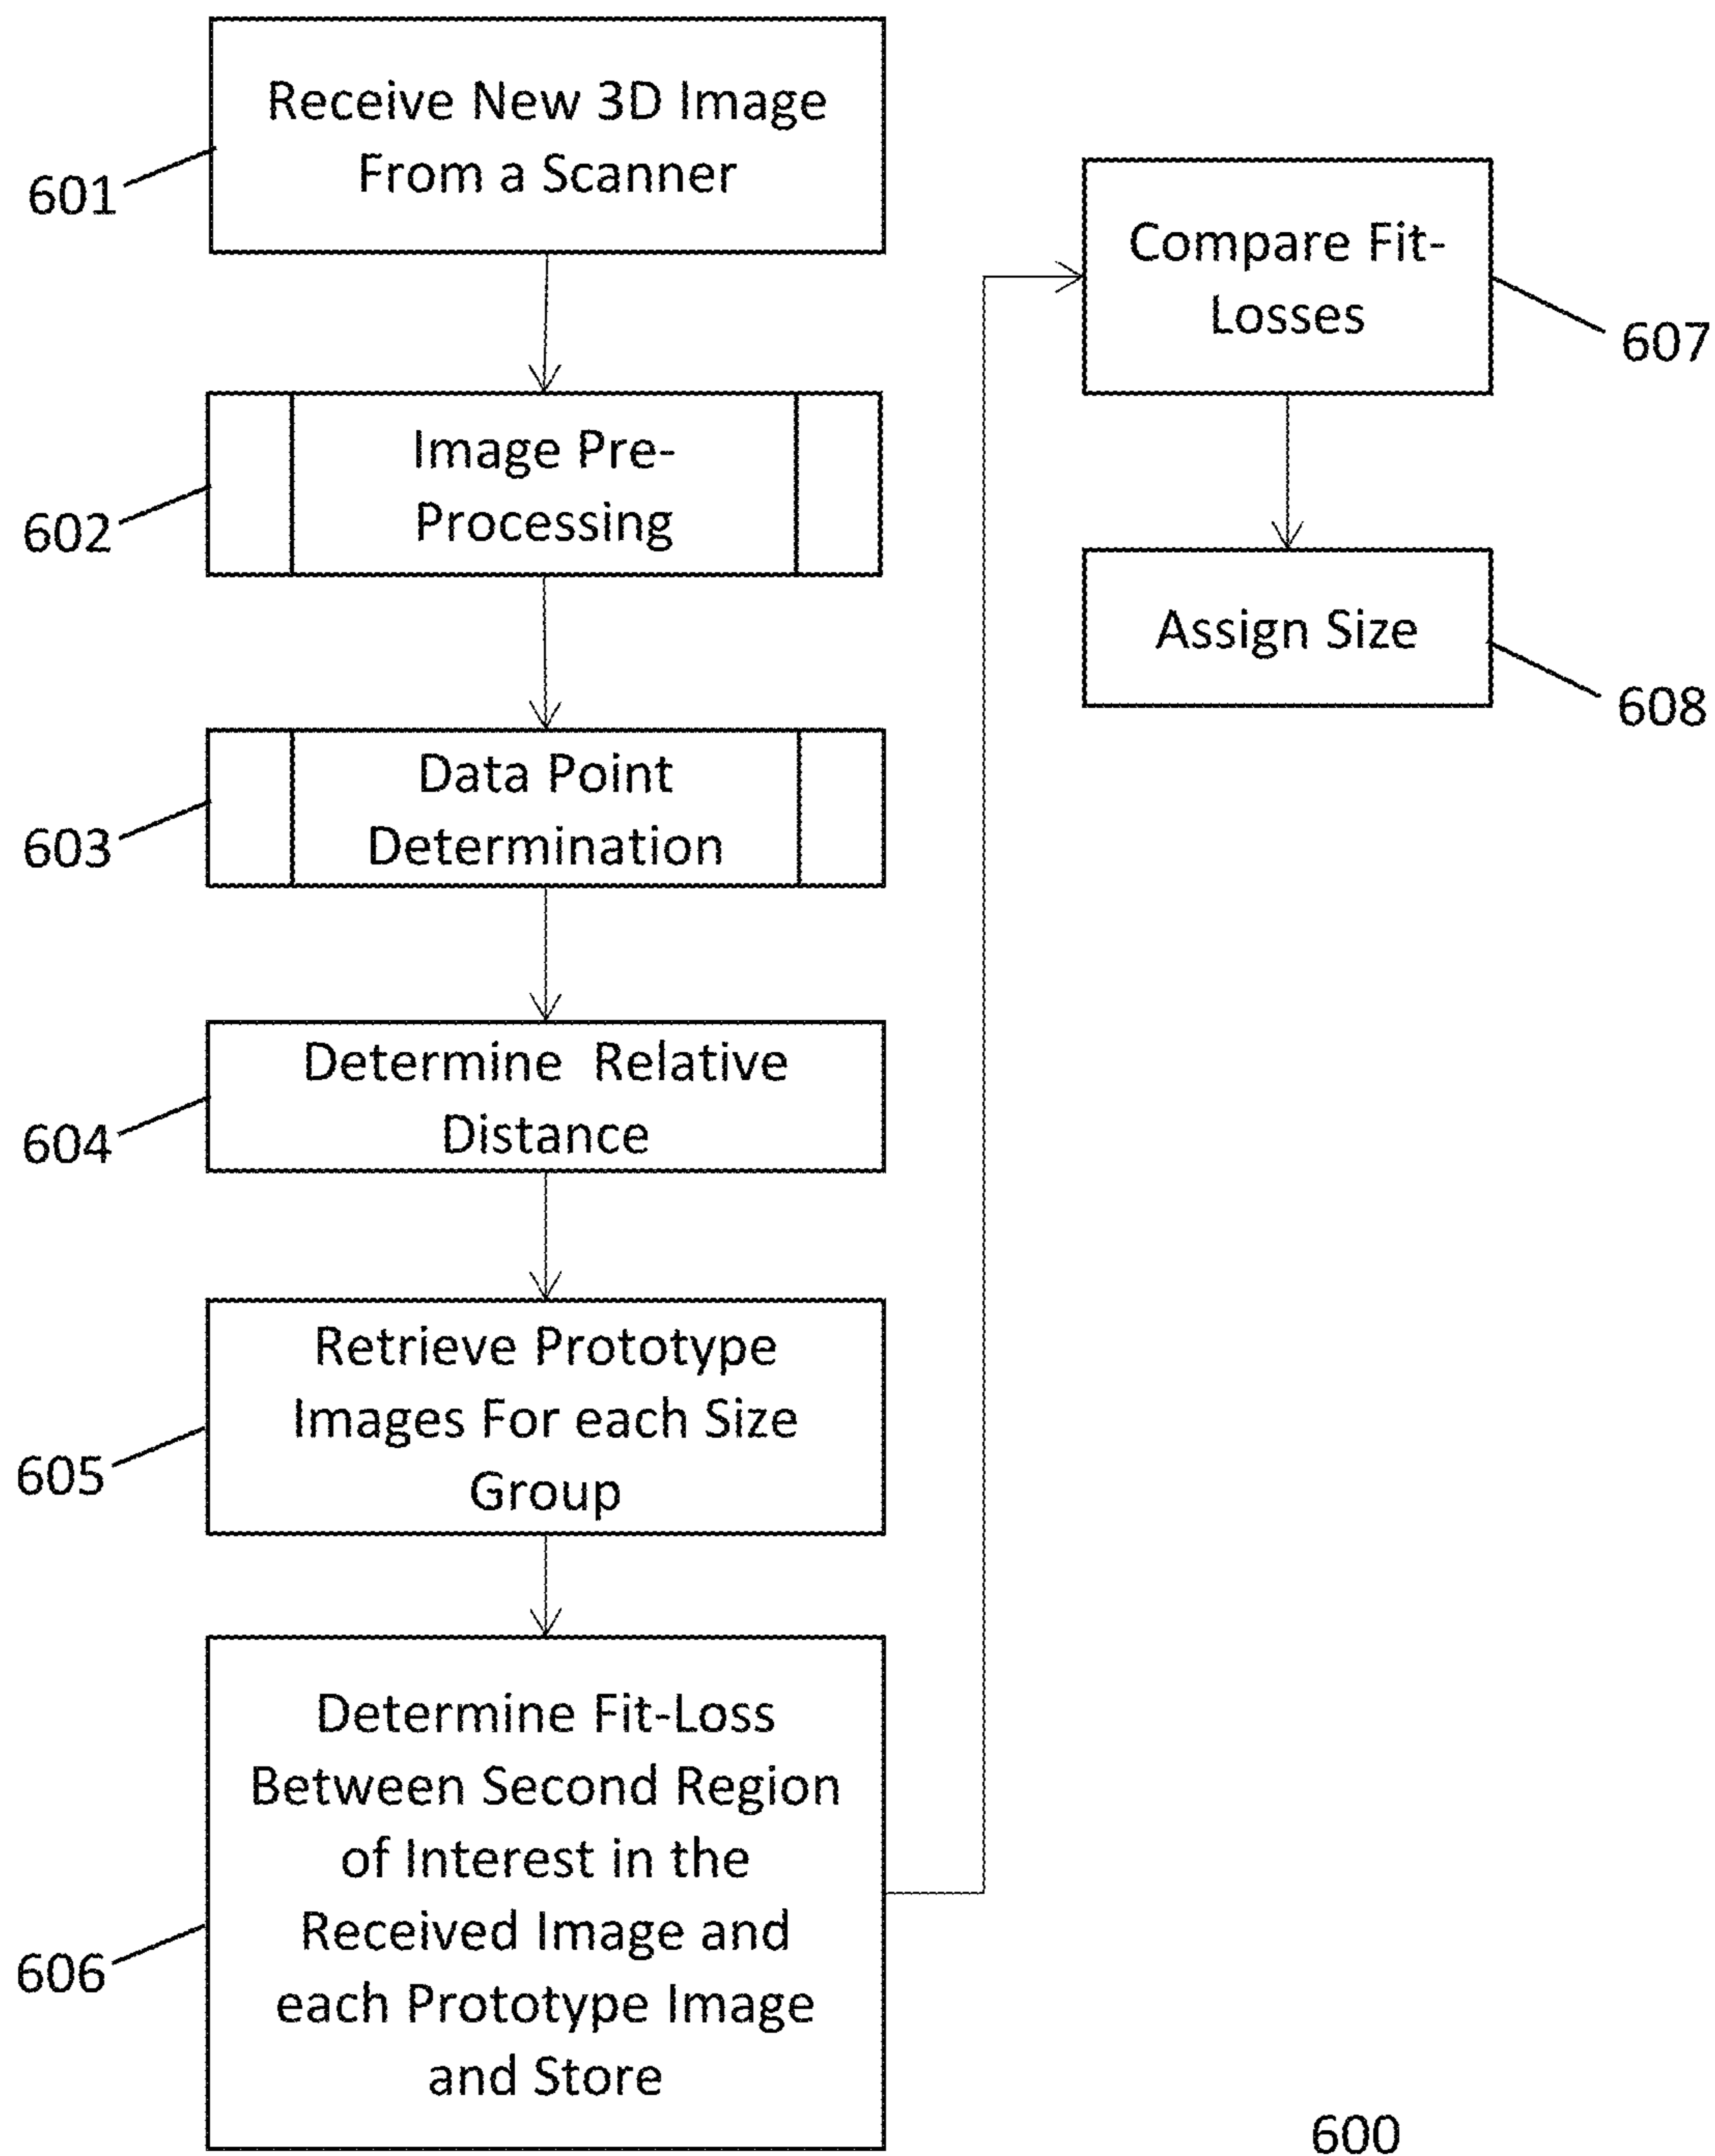 Receive New 3D Image
From a Scanner
601
Image Pre-
Processing
602
Data Point
Determination
603
Determine Relative
Distance
604
Retrieve Prototype
Images For each Size
Group
605
Determine Fit-Loss
Between Second Region
of Interest in the
Received Image and
each Prototype Image
and Store
606
Compare Fit-
Losses
607
Assign Size
608
600